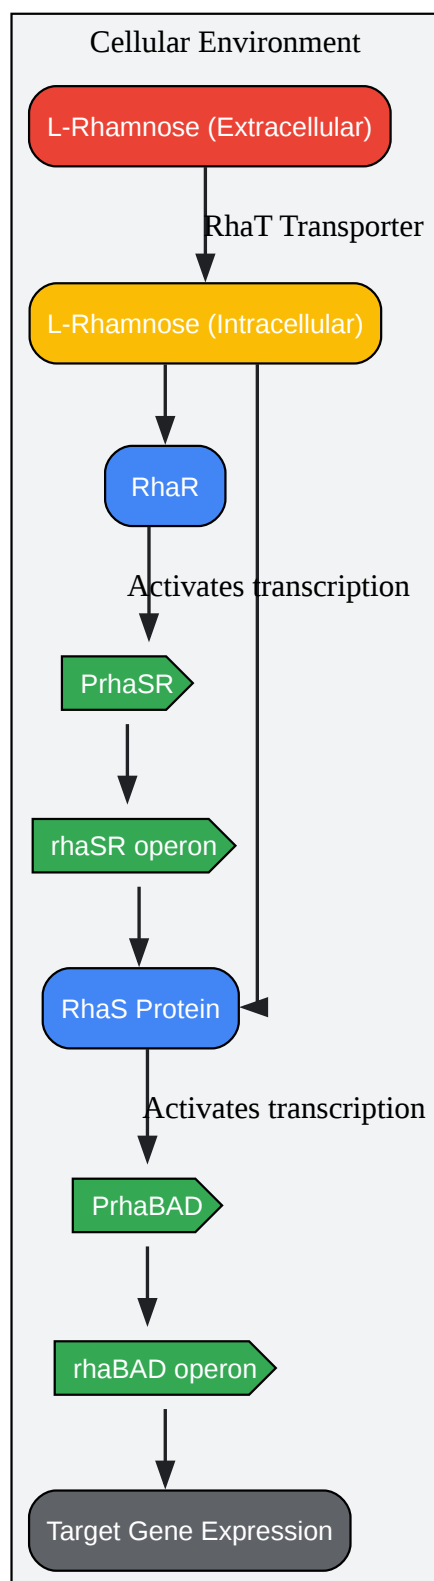 Cellular Environment
L-Rhamnose (Extracellular)
RhaT Transporter
L-Rhamnose (Intracellular)
RhaR
Activates transcription
PrhaSR
rhaSR operon
RhaS Protein
Activates transcription
PrhaBAD
rhaBAD operon
Target Gene Expression